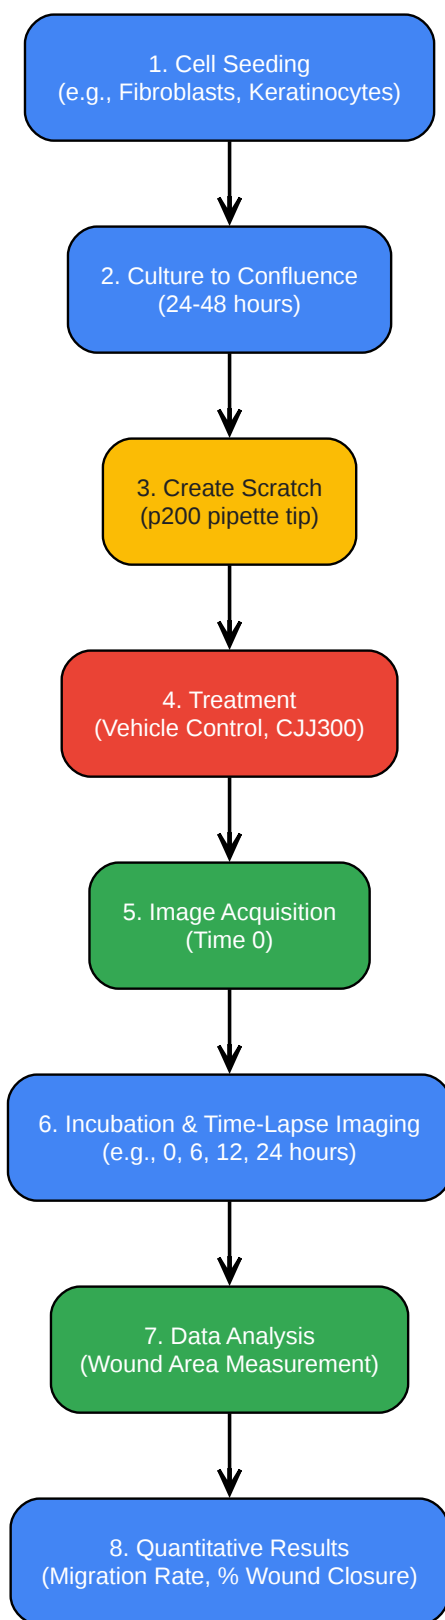 1. Cell Seeding
(e.g., Fibroblasts, Keratinocytes)
2. Culture to Confluence
(24-48 hours)
3. Create Scratch
(p200 pipette tip)
4. Treatment
(Vehicle Control, CJJ300)
5. Image Acquisition
(Time 0)
6. Incubation & Time-Lapse Imaging
(e.g., 0, 6, 12, 24 hours)
7. Data Analysis
(Wound Area Measurement)
8. Quantitative Results
(Migration Rate, % Wound Closure)